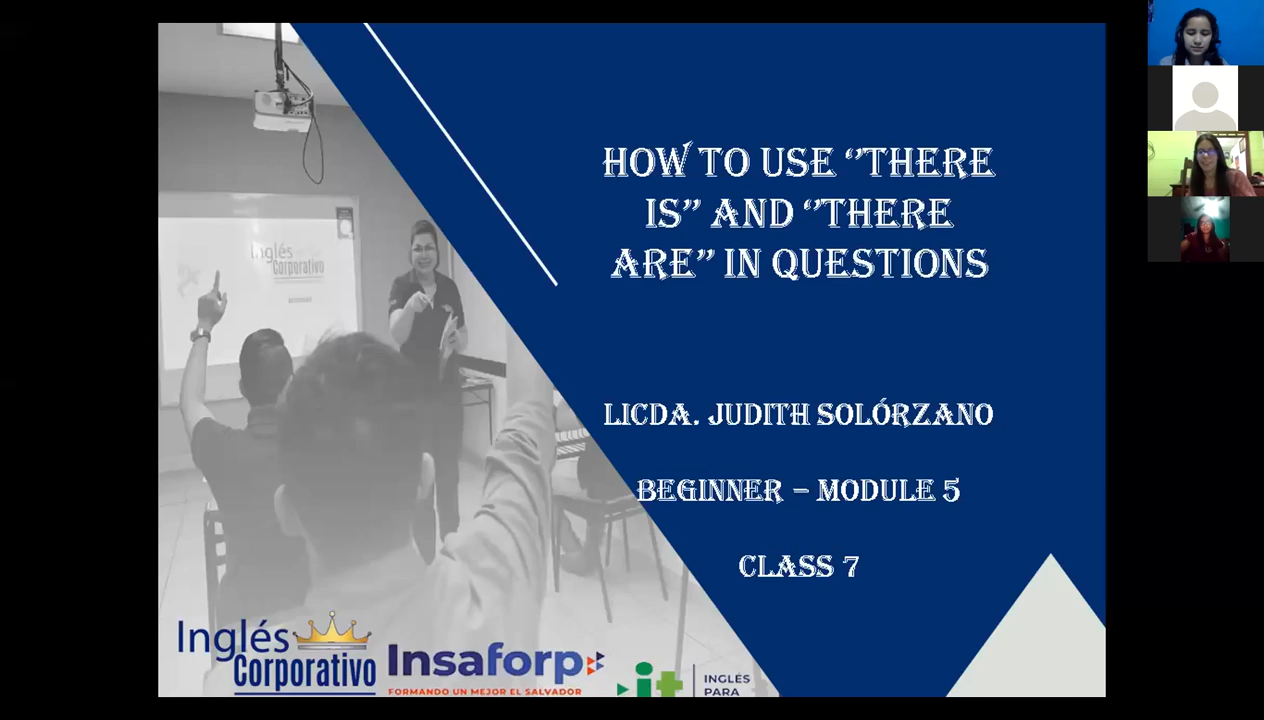 HOW TO USE ‘’THERE
IS’’ AND ‘’THERE
ARE’’ IN QUESTIONS
LICDA. JUDITH SOLÓRZANO
BEGINNER – MODULE 5
CLASS 7
Inglés
Corporativo
Inglés
Corporativo
Insaforp
FORMANDO UN MEJOR EL SALVADOR
it
INGLÉS
PARA